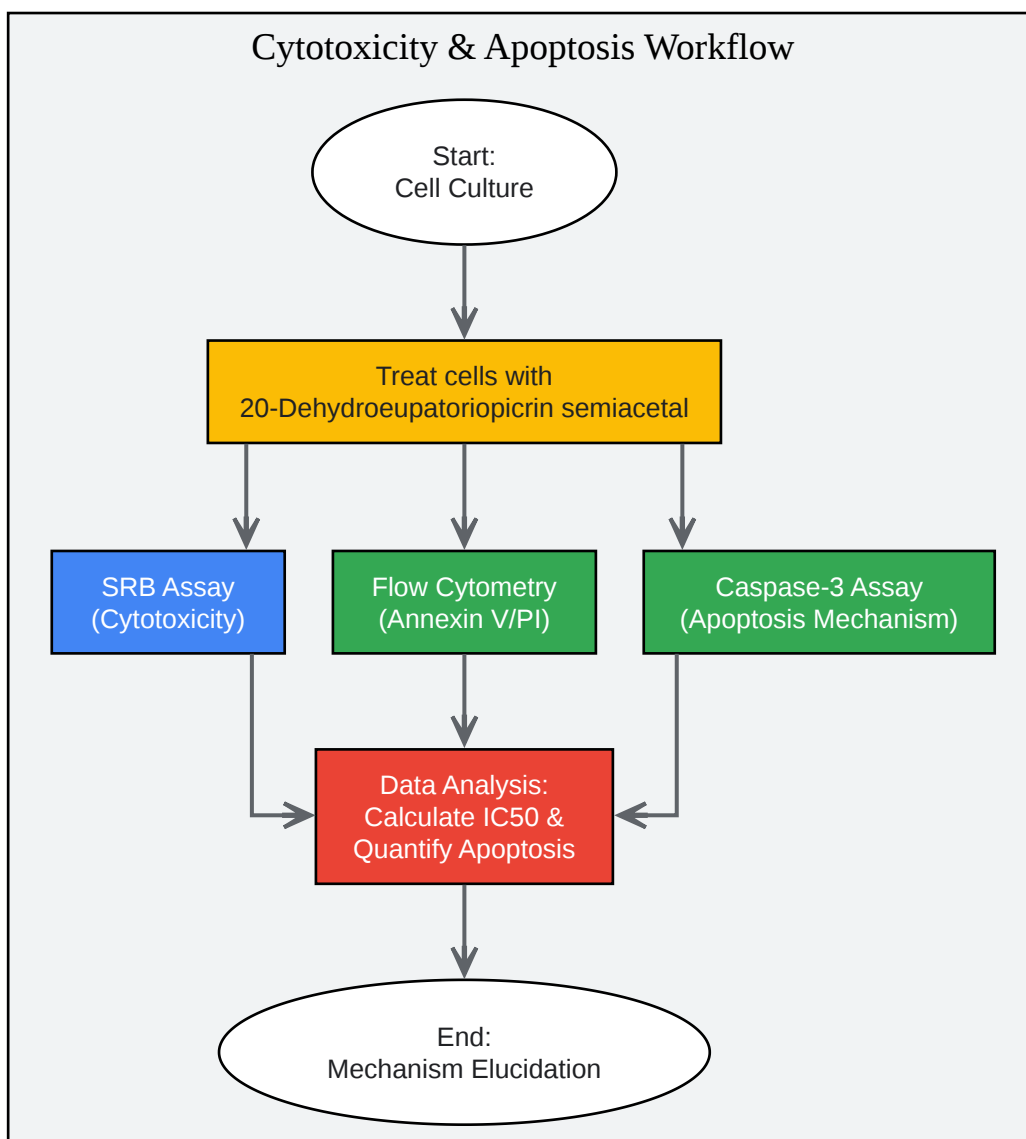 Cytotoxicity & Apoptosis Workflow
Start:
Cell Culture
Treat cells with
20-Dehydroeupatoriopicrin semiacetal
SRB Assay
(Cytotoxicity)
Flow Cytometry
(Annexin V/PI)
Caspase-3 Assay
(Apoptosis Mechanism)
Data Analysis:
Calculate IC50 &
Quantify Apoptosis
End:
Mechanism Elucidation